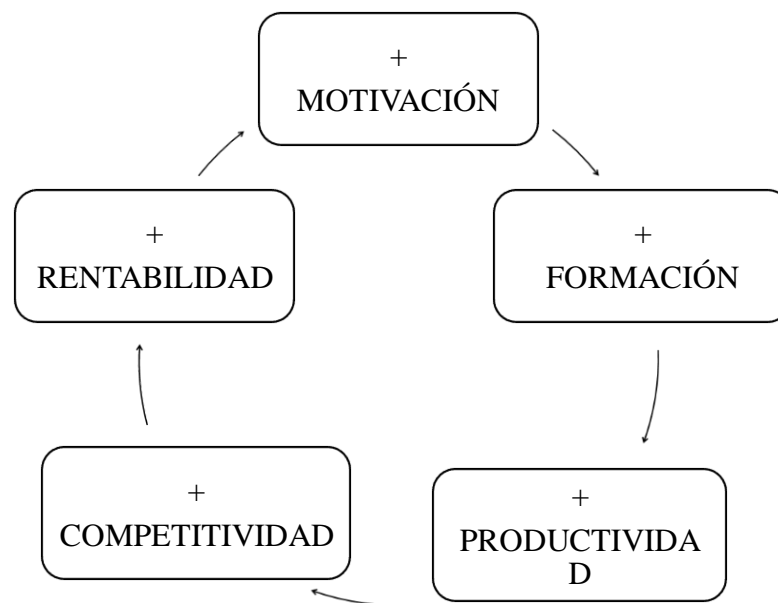 +
MOTIVACIÓN
+
FORMACIÓN
+
PRODUCTIVIDA
D
+
COMPETITIVIDAD
+
RENTABILIDAD